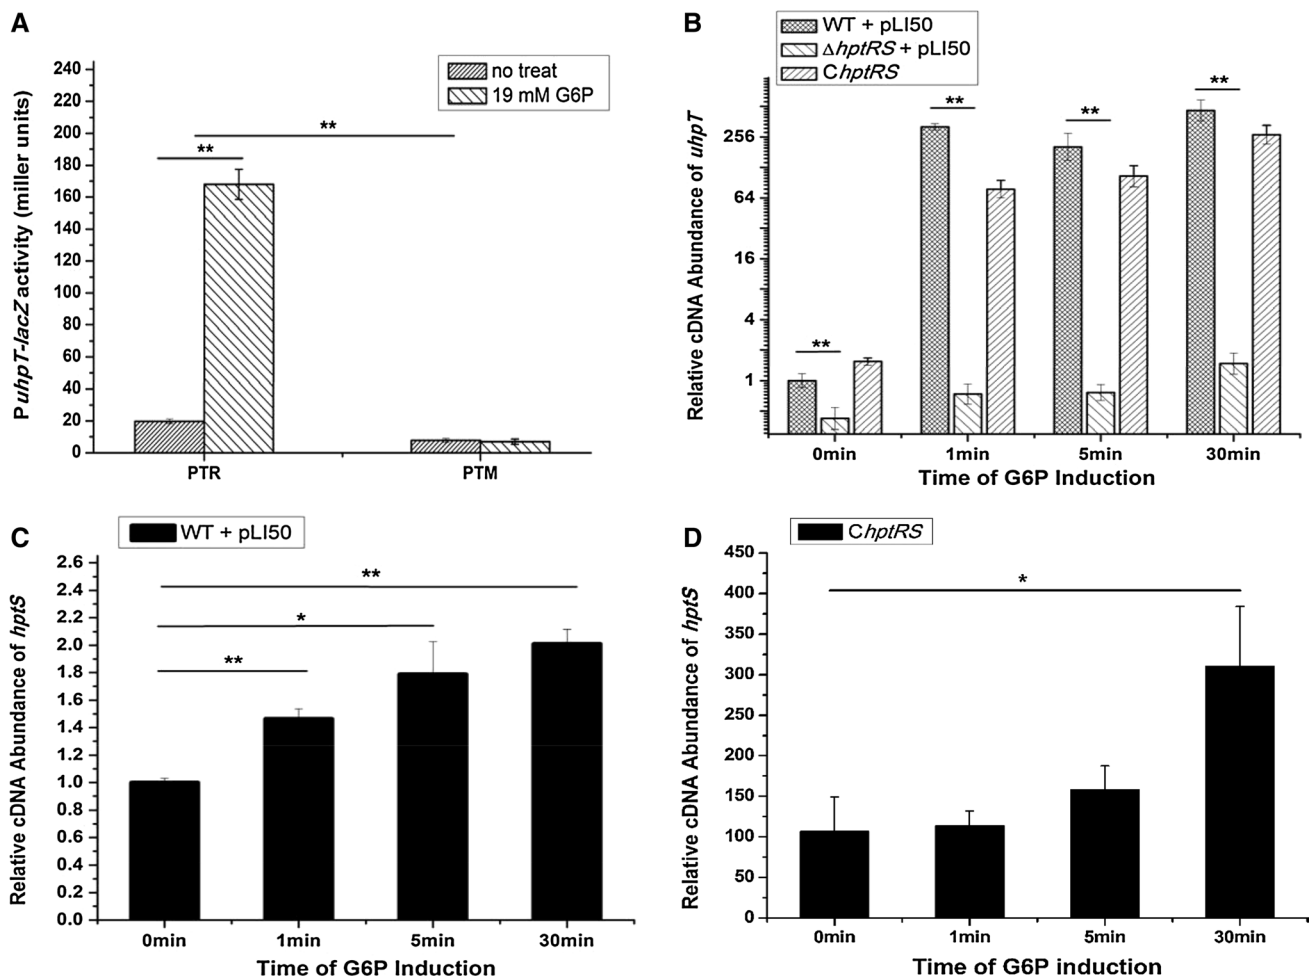 A
no treat
19 mM G6P
PuhpT-lacZ activity (miller units)
240
220
200
180
160
140
120
100
80
60
40
20
0
**
**
PTR
PTM
B
WT + pLI50
ΔhptRS + pLI50
ChptRS
Relative cDNA Abundance of uhpT
256
64
16
4
1
**
**
**
**
0min
1min
5min
30min
Time of G6P Induction
C
WT + pLI50
Relative cDNA Abundance of hptS
2.6
2.4
2.2
2.0
1.8
1.6
1.4
1.2
1.0
0.8
0.6
0.4
0.2
0.0
**
*
**
0min
1min
5min
30min
Time of G6P Induction
D
ChptRS
Relative cDNA Abundance of hptS
450
400
350
300
250
200
150
100
50
0
*
0min
1min
5min
30min
Time of G6P induction